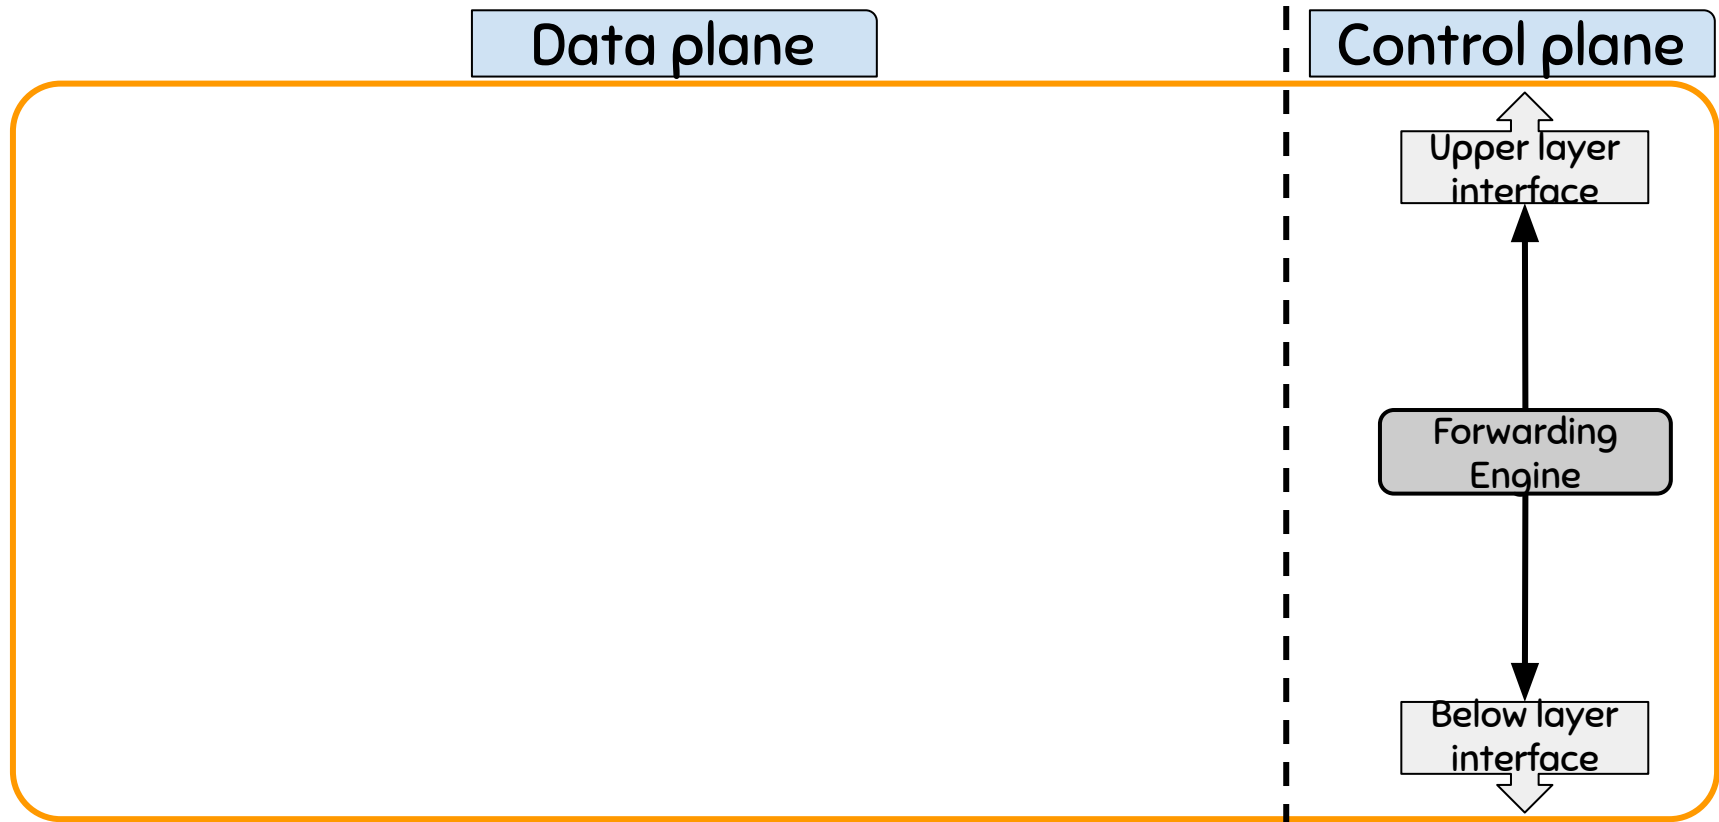 Data plane
Control plane
Upper layer
interface
Forwarding
Engine
Below layer
interface